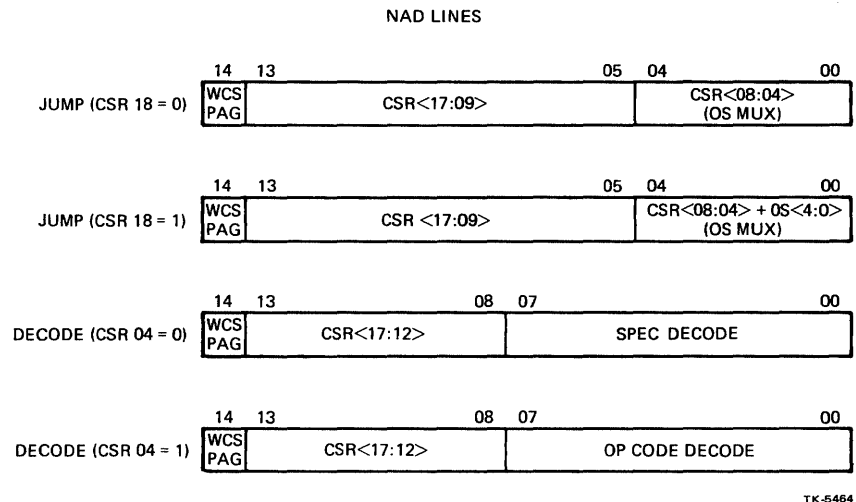 NAD LINES
14 13 05 04 00
JUMP (CSR 18 = 0) WCS PAG CSR<17:09> CSR<08:04> (OS MUX)
14 13 05 04 00
JUMP (CSR 18 = 1) WCS PAG CSR <17:09> CSR<08:04> + 0S<4:0> (OS MUX)
14 13 08 07 00
DECODE (CSR 04 = 0) WCS PAG CSR<17:12> SPEC DECODE
14 13 08 07 00
DECODE (CSR 04 = 1) WCS PAG CSR<17:12> OP CODE DECODE
TK-5464